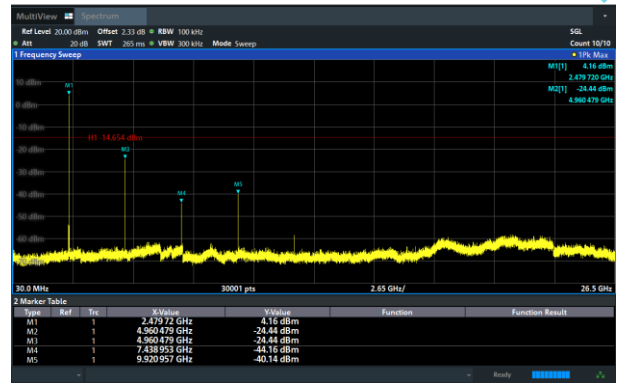 MultiView Spectrum
Ref Level 20.00 dBm Offset 2.33 dB RBW 100 kHz SGL
Att 20 dB SWT 265 ms VBW 300 kHz Mode Sweep Count 10/10
1 Frequency Sweep 1Pk Max
M1[1] 4.16 dBm
2.479 720 GHz
M2[1] -24.44 dBm
4.960 479 GHz
10 dBm
M1
0 dBm
-10 dBm
H1 -14.654 dBm
-20 dBm
M3
-30 dBm
M5
-40 dBm
M4
-50 dBm
-60 dBm
30.0 MHz 30001 pts 2.65 GHz/ 26.5 GHz
2 Marker Table
Type Ref Trc X-Value Y-Value Function Function Result
M1 1 2.479 72 GHz 4.16 dBm
M2 1 4.960 479 GHz -24.44 dBm
M3 1 4.960 479 GHz -24.44 dBm
M4 1 7.438 953 GHz -44.16 dBm
M5 1 9.920 957 GHz -40.14 dBm
Ready